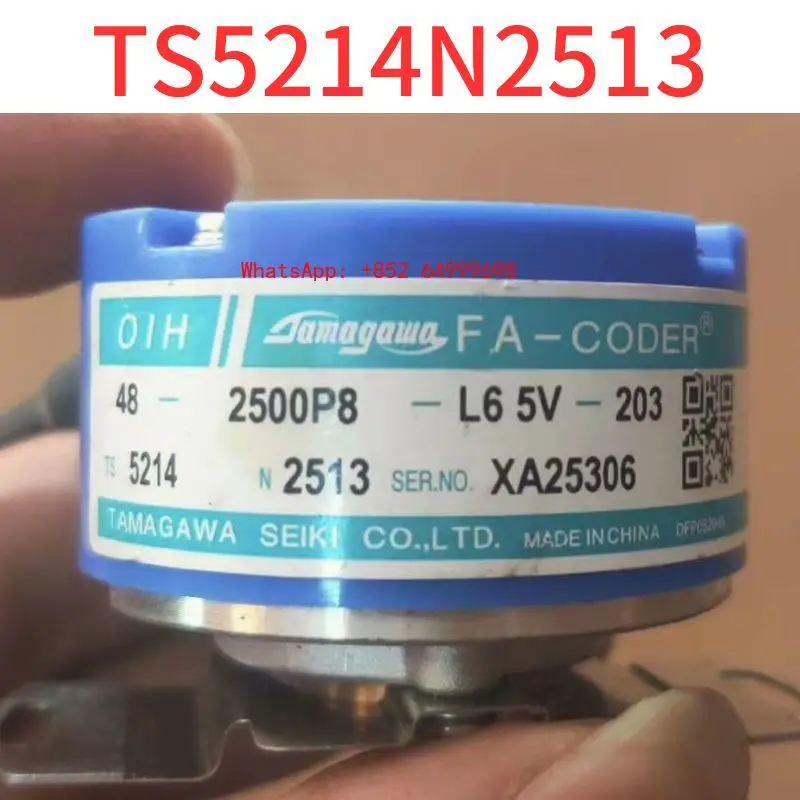 TS5214N2513
WhatsApp: +852 64999698
OIH Tamagawa FA-CODER®
48 - 2500P8 - L6 5V - 203
TS 5214 N 2513 SER.NO. XA25306
TAMAGAWA SEIKI CO.,LTD. MADE IN CHINA